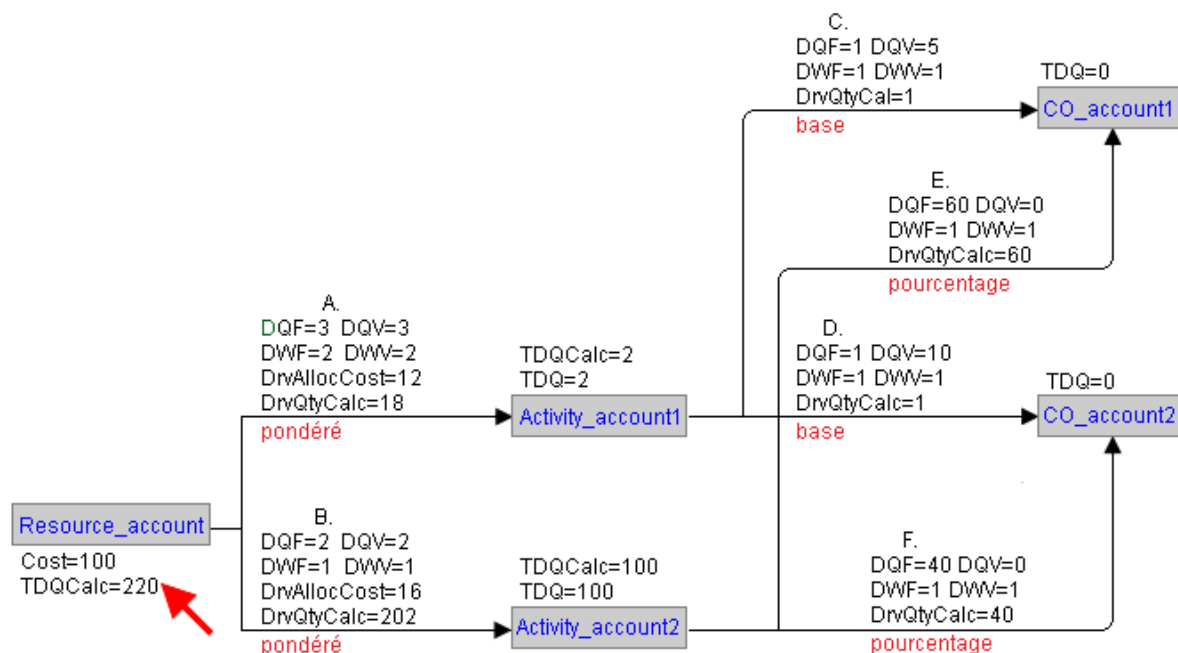 C.
DQF=1 DQV=5
DWF=1 DWV=1
DrvQtyCal=1
base
TDQ=0
CO_account1
E.
DQF=60 DQV=0
DWF=1 DWV=1
DrvQtyCalc=60
pourcentage
A.
DQF=3 DQV=3
DWF=2 DWV=2
DrvAllocCost=12
DrvQtyCalc=18
pondéré
TDQCalc=2
TDQ=2
Activity_account1
D.
DQF=1 DQV=10
DWF=1 DWV=1
DrvQtyCalc=1
base
TDQ=0
CO_account2
Resource_account
Cost=100
TDQCalc=220
B.
DQF=2 DQV=2
DWF=1 DWV=1
DrvAllocCost=16
DrvQtyCalc=202
pondéré
TDQCalc=100
TDQ=100
Activity_account2
F.
DQF=40 DQV=0
DWF=1 DWV=1
DrvQtyCalc=40
pourcentage